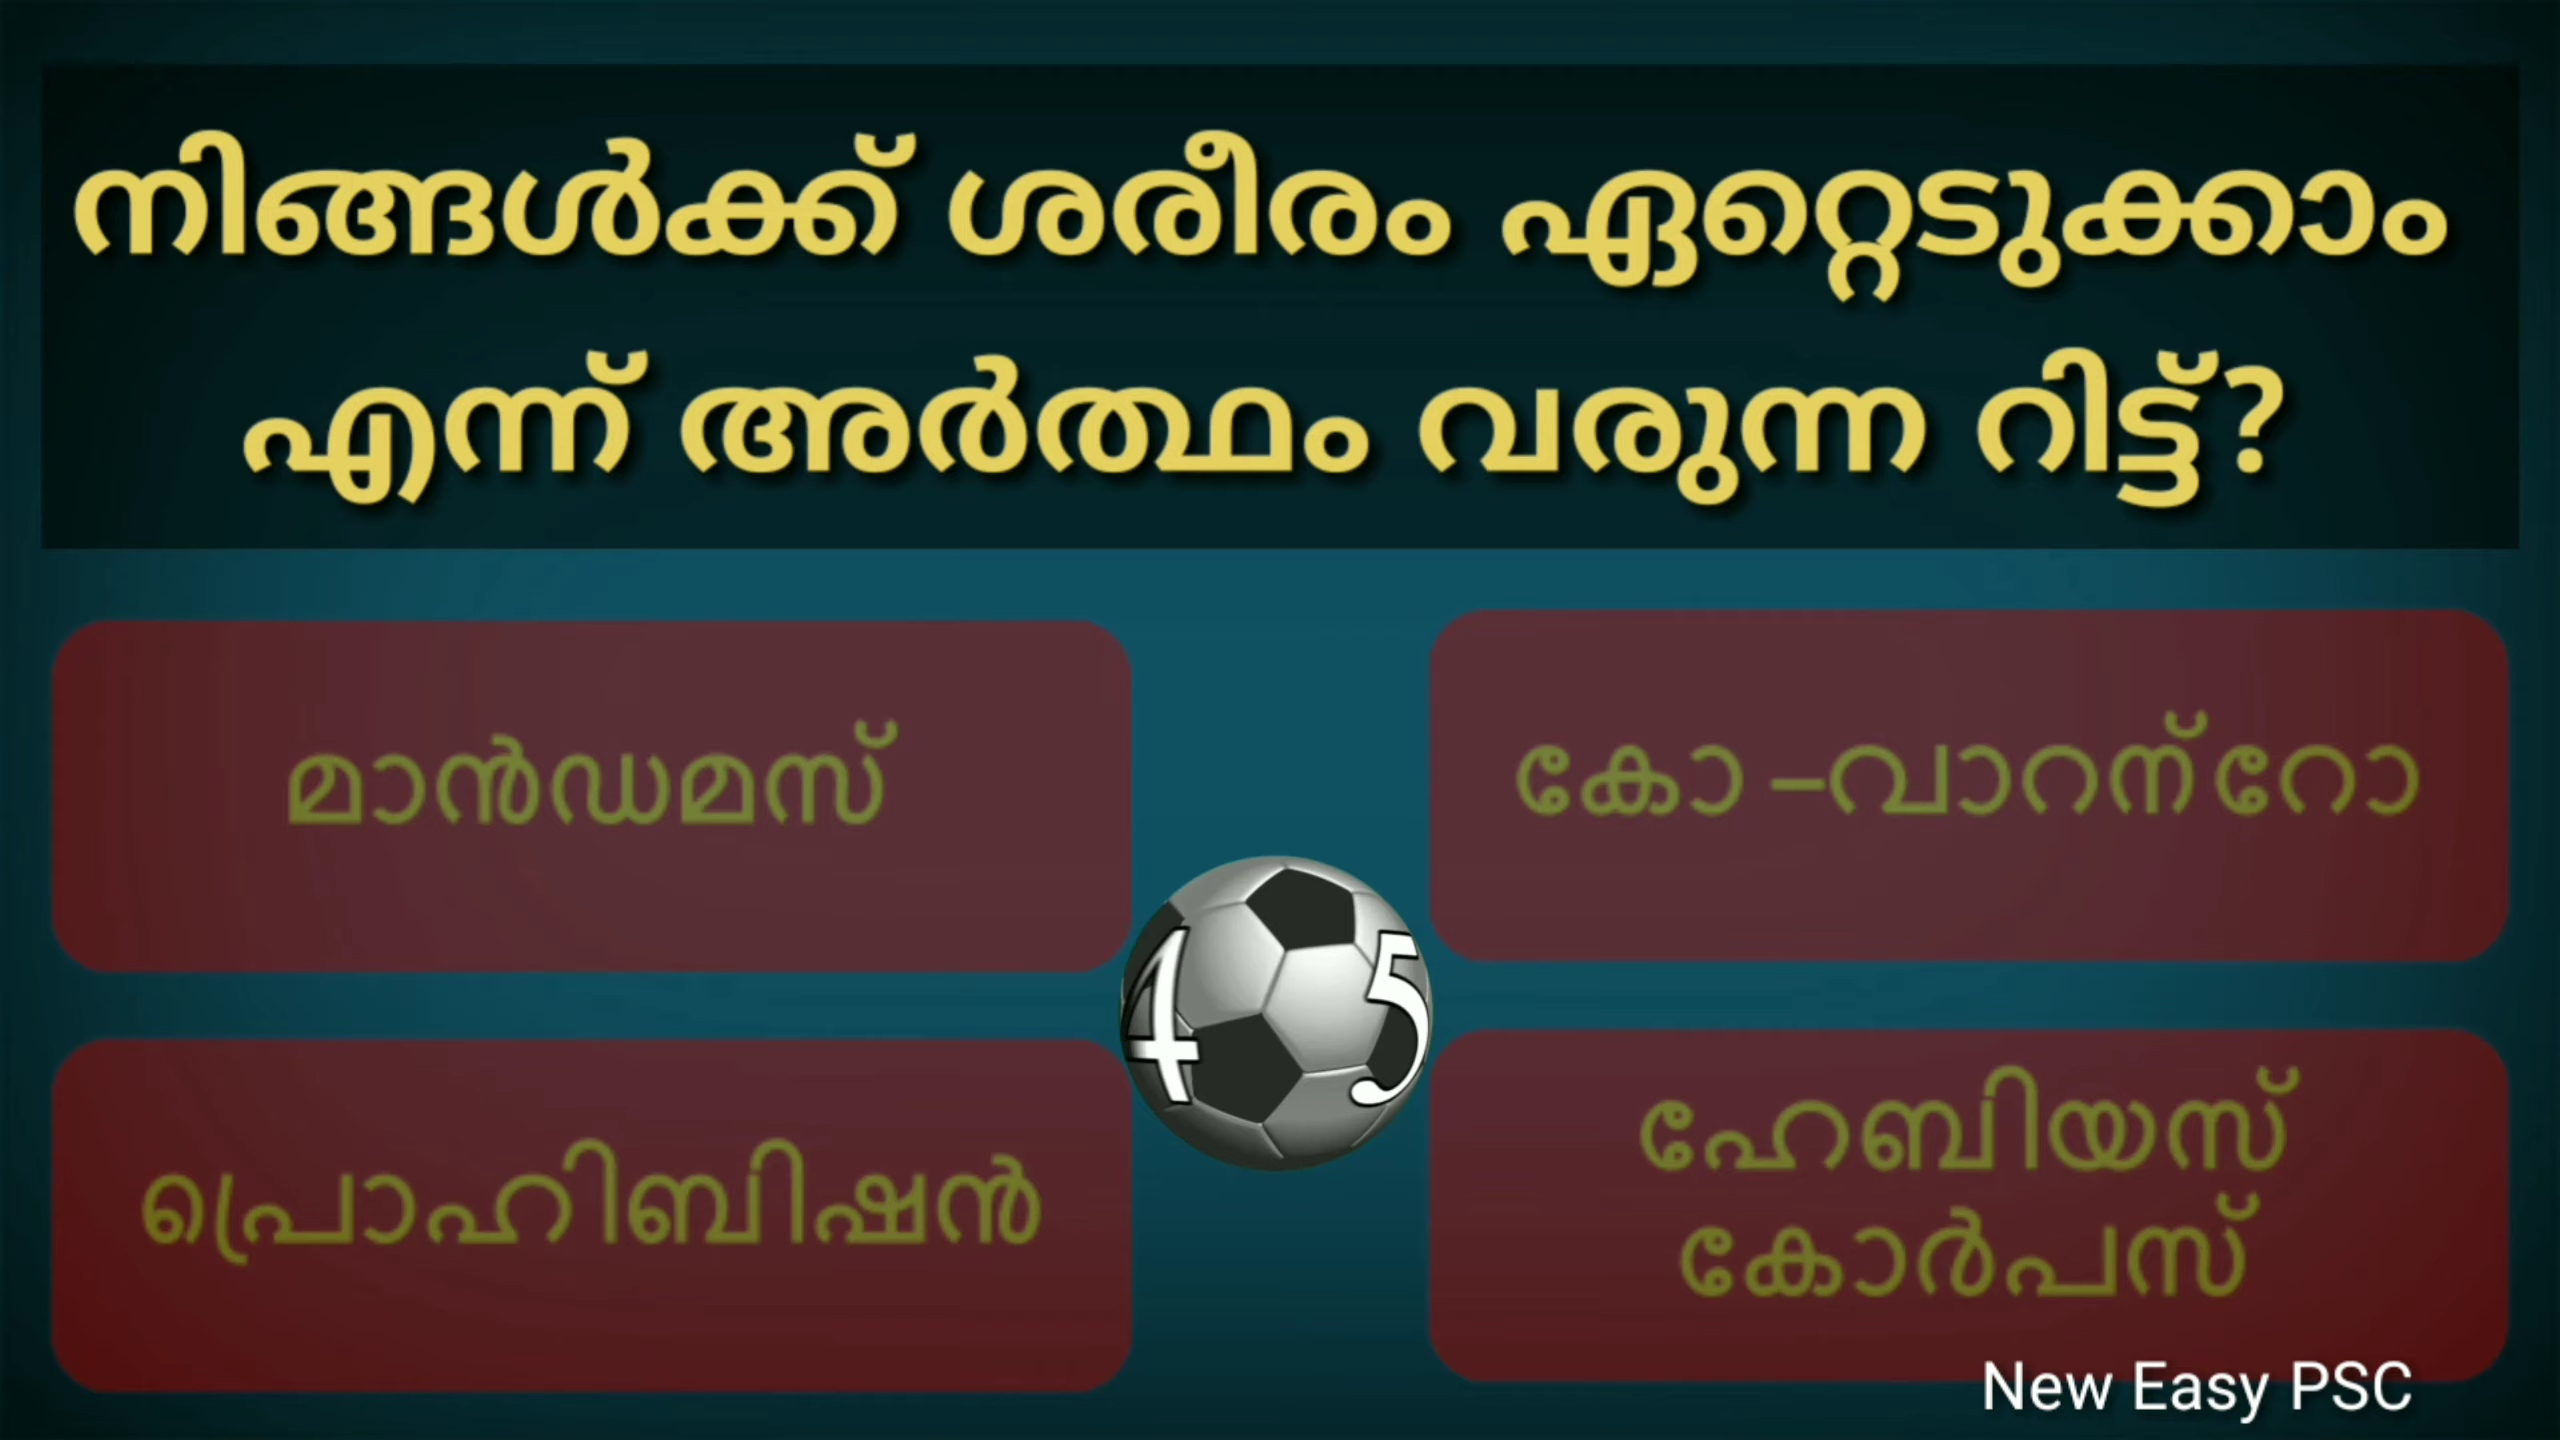 നിങ്ങൾക്ക് ശരീരം ഏറ്റെടുക്കാം
എന്ന് അർത്ഥം വരുന്ന റിട്ട്?
മാൻഡമസ്
കോ –വാറന്റോ
4 5
പ്രൊഹിബിഷൻ
ഹേബിയസ്
കോർപസ്
New Easy PSC